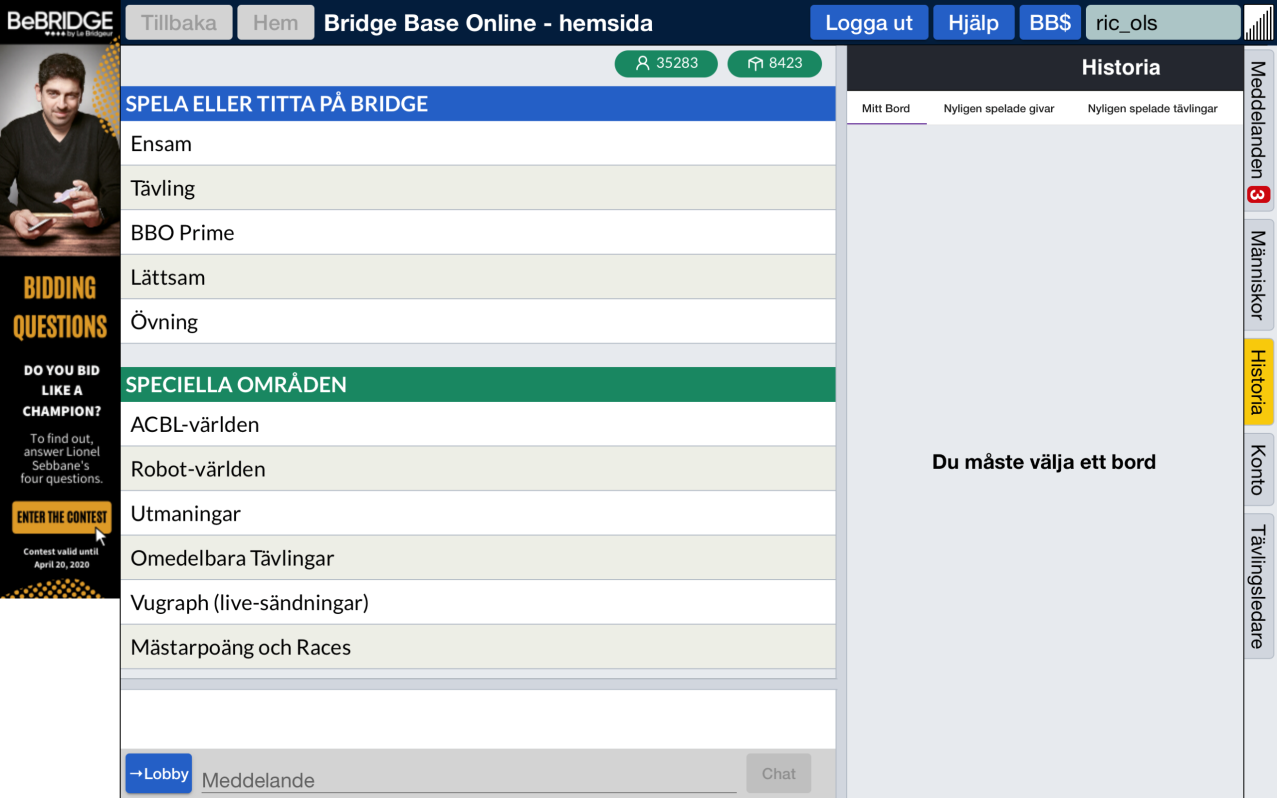 BeBRIDGE
by Le Bridgeur
BIDDING
QUESTIONS
DO YOU BID
LIKE A
CHAMPION?
To find out,
answer Lionel
Sebbane's
four questions.
ENTER THE CONTEST
Contest valid until
April 20, 2020
Tillbaka
Hem
Bridge Base Online - hemsida
Logga ut
Hjälp
BB$
ric_ols
35283
8423
SPELA ELLER TITTA PÅ BRIDGE
Ensam
Tävling
BBO Prime
Lättsam
Övning
SPECIELLA OMRÅDEN
ACBL-världen
Robot-världen
Utmaningar
Omedelbara Tävlingar
Vugraph (live-sändningar)
Mästarpoäng och Races
→Lobby
Meddelande
Chat
Historia
Mitt Bord
Nyligen spelade givar
Nyligen spelade tävlingar
Du måste välja ett bord
Meddelanden 3
Människor
Historia
Konto
Tävlingsledare